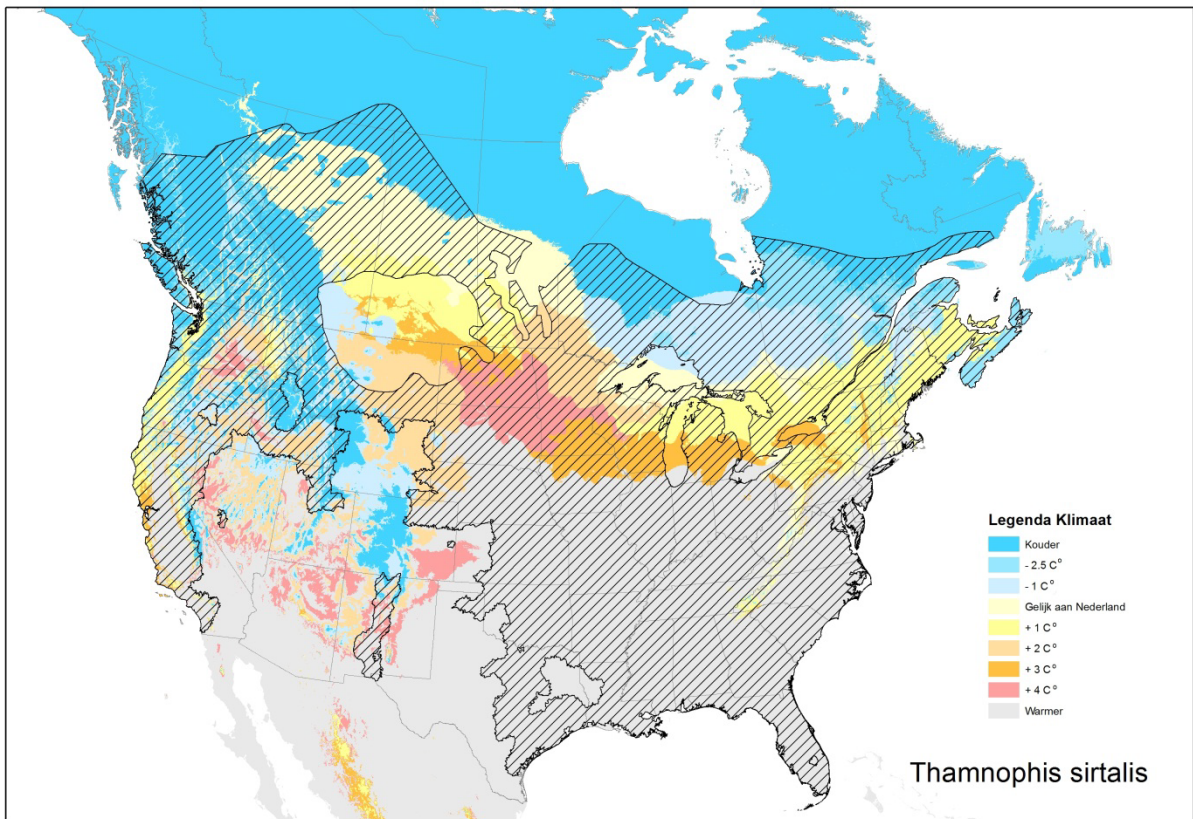 Legenda Klimaat
Kouder
- 2.5 C°
- 1 C°
Gelijk aan Nederland
+ 1 C°
+ 2 C°
+ 3 C°
+ 4 C°
Warmer
Thamnophis sirtalis